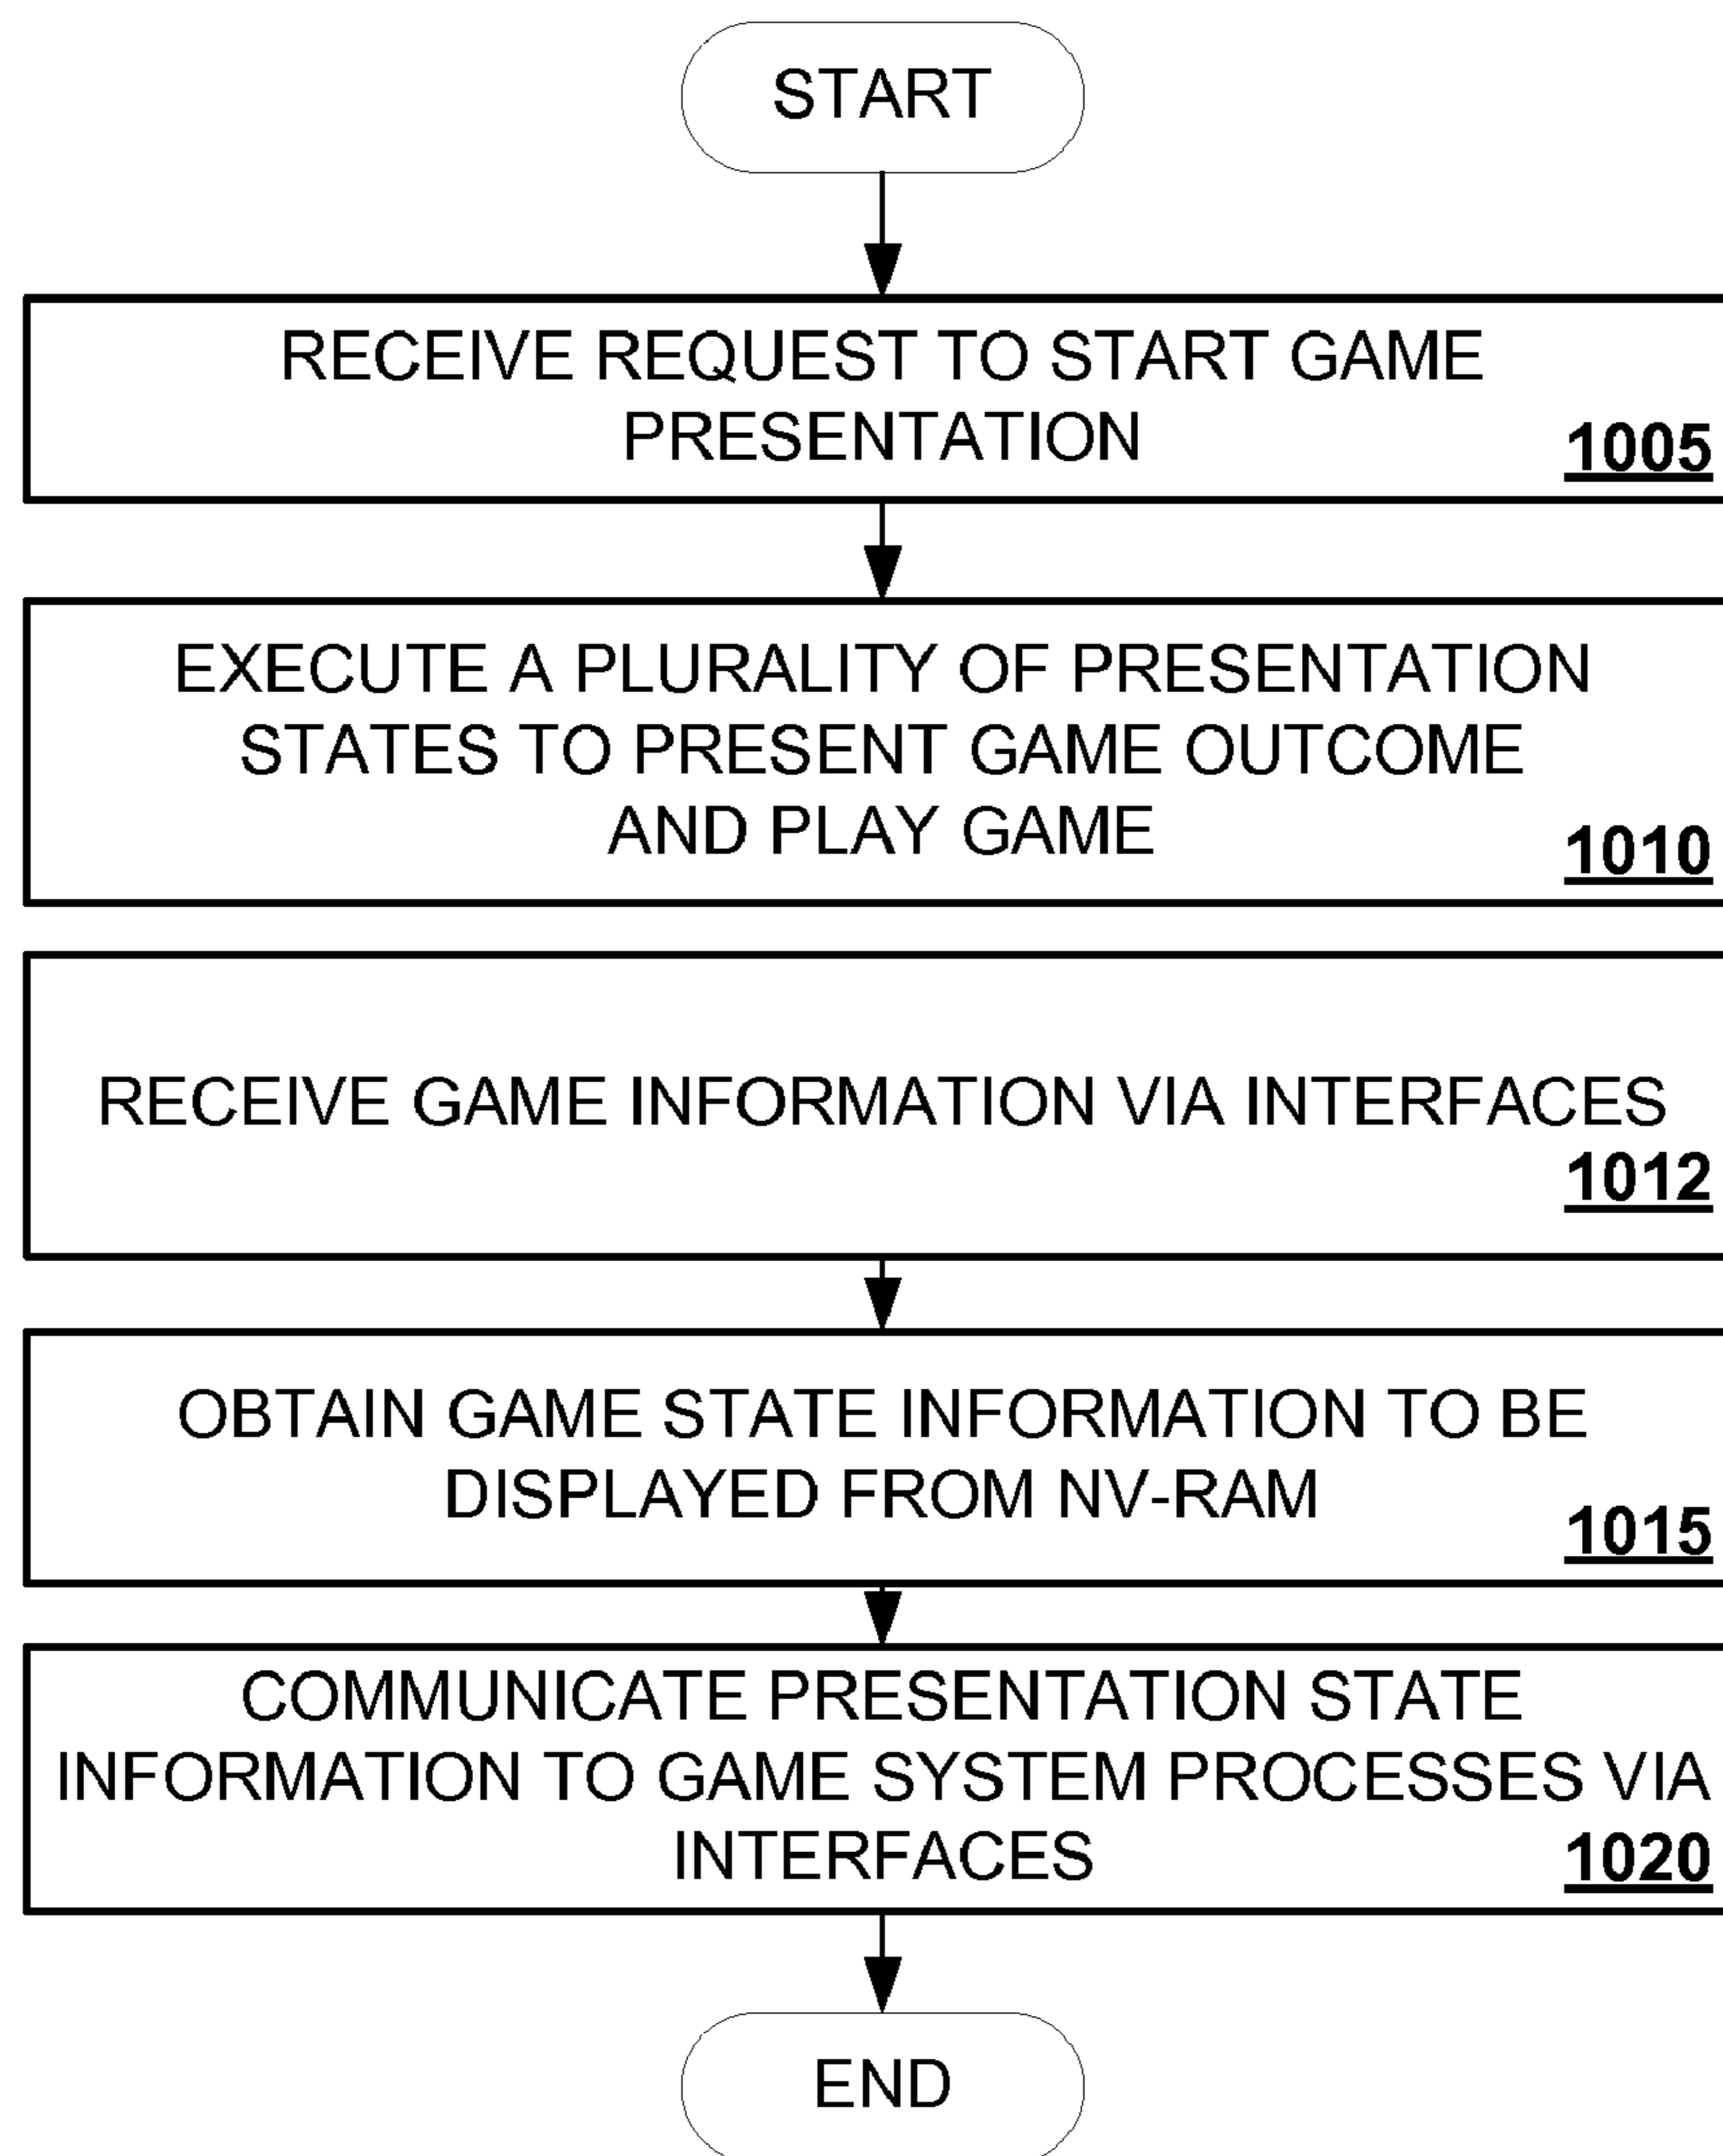 START
RECEIVE REQUEST TO START GAME
PRESENTATION
1005
EXECUTE A PLURALITY OF PRESENTATION
STATES TO PRESENT GAME OUTCOME
AND PLAY GAME
1010
RECEIVE GAME INFORMATION VIA INTERFACES
1012
OBTAIN GAME STATE INFORMATION TO BE
DISPLAYED FROM NV-RAM
1015
COMMUNICATE PRESENTATION STATE
INFORMATION TO GAME SYSTEM PROCESSES VIA
INTERFACES
1020
END